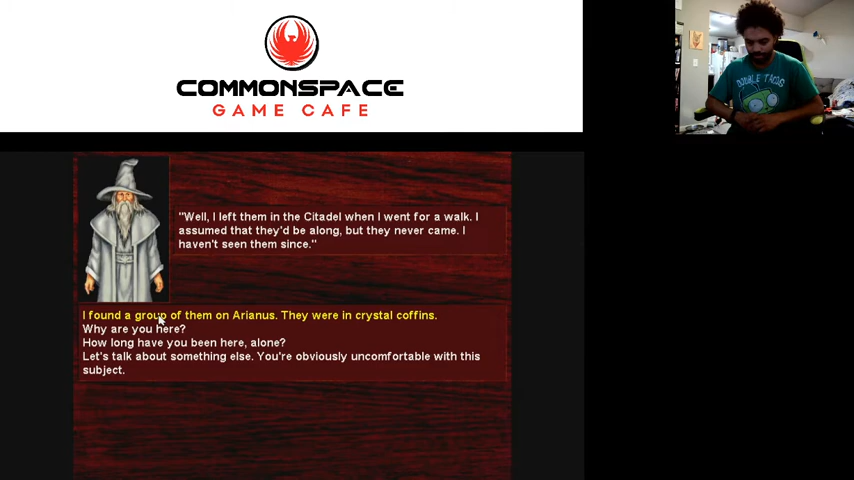 COMMONSPACE
GAME CAFE
DOUBLE TACOS
"Well, I left them in the Citadel when I went for a walk. I
assumed that they'd be along, but they never came. I
haven't seen them since."
I found a group of them on Arianus. They were in crystal coffins.
Why are you here?
How long have you been here, alone?
Let's talk about something else. You're obviously uncomfortable with this
subject.